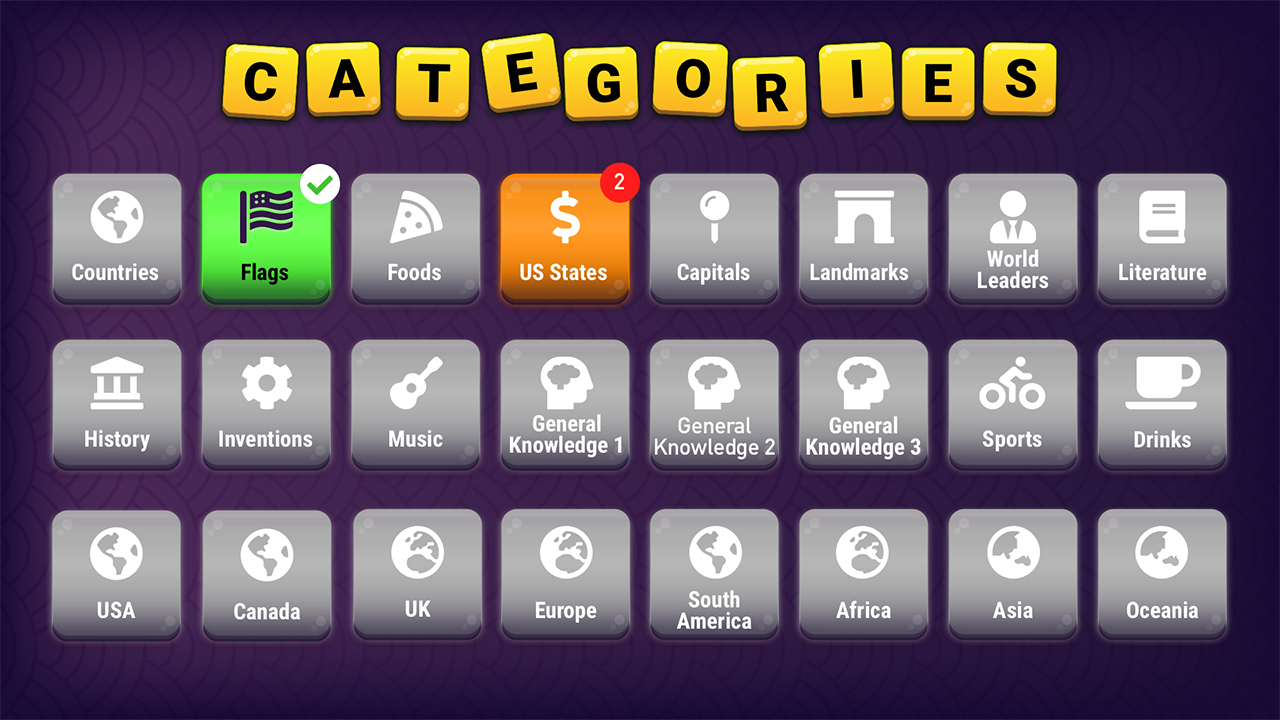 CATEGORIES
2
Countries
Flags
Foods
US States
Capitals
Landmarks
World
Leaders
Literature
History
Inventions
Music
General
Knowledge 1
General
Knowledge 2
General
Knowledge 3
Sports
Drinks
USA
Canada
UK
Europe
South
America
Africa
Asia
Oceania